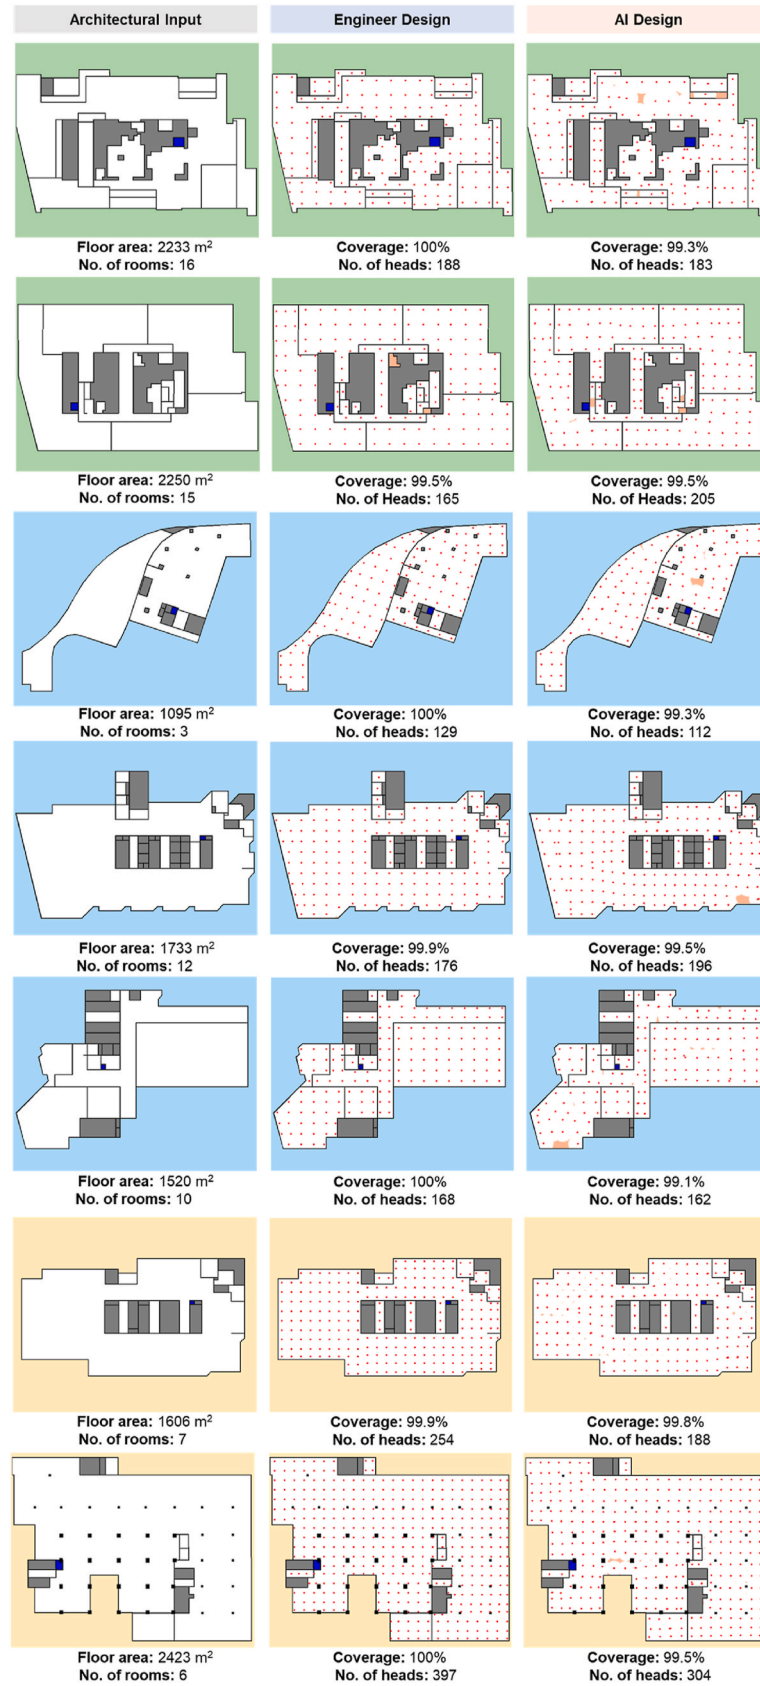 Architectural Input
Engineer Design
AI Design
Floor area: 2233 m²
No. of rooms: 16
Coverage: 100%
No. of heads: 188
Coverage: 99.3%
No. of heads: 183
Floor area: 2250 m²
No. of rooms: 15
Coverage: 99.5%
No. of Heads: 165
Coverage: 99.5%
No. of Heads: 205
Floor area: 1095 m²
No. of rooms: 3
Coverage: 100%
No. of heads: 129
Coverage: 99.3%
No. of heads: 112
Floor area: 1733 m²
No. of rooms: 12
Coverage: 99.9%
No. of heads: 176
Coverage: 99.5%
No. of heads: 196
Floor area: 1520 m²
No. of rooms: 10
Coverage: 100%
No. of heads: 168
Coverage: 99.1%
No. of heads: 162
Floor area: 1606 m²
No. of rooms: 7
Coverage: 99.9%
No. of heads: 254
Coverage: 99.8%
No. of heads: 188
Floor area: 2423 m²
No. of rooms: 6
Coverage: 100%
No. of heads: 397
Coverage: 99.5%
No. of heads: 304